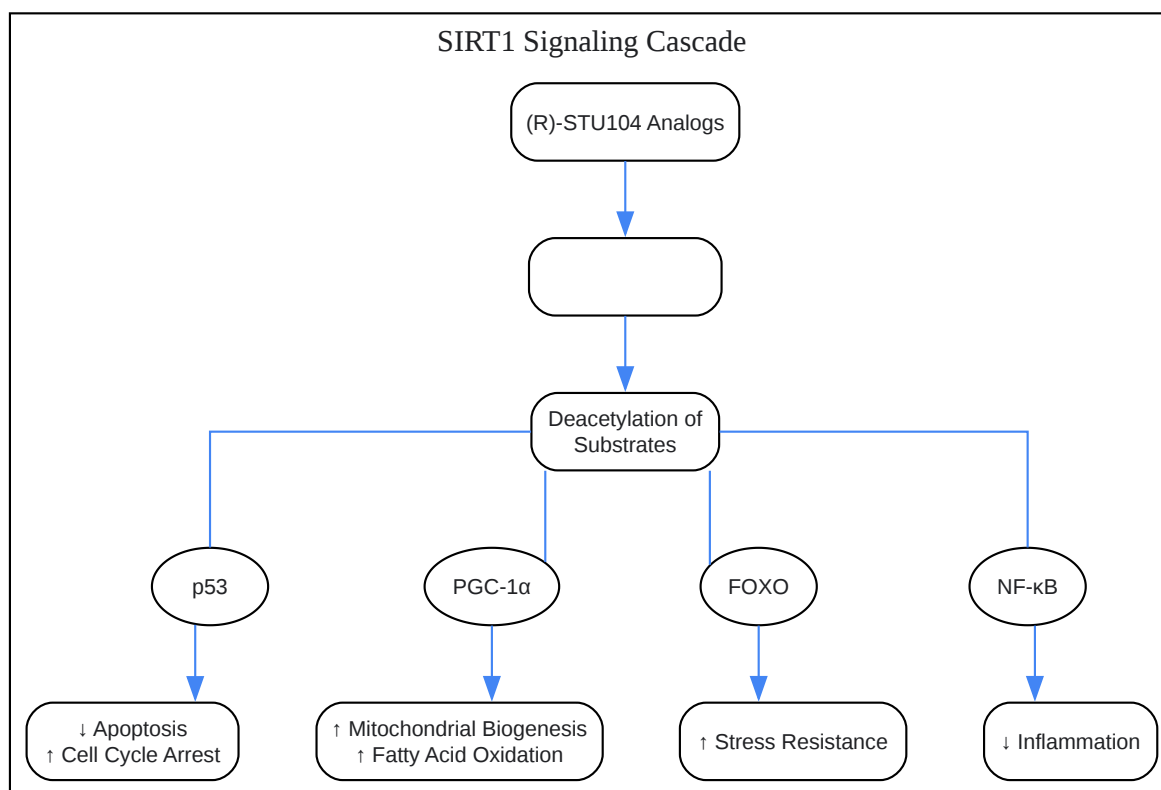 SIRT1 Signaling Cascade
(R)-STU104 Analogs
Deacetylation of
Substrates
p53
PGC-1α
FOXO
NF-κB
↓ Apoptosis
↑ Cell Cycle Arrest
↑ Mitochondrial Biogenesis
↑ Fatty Acid Oxidation
↑ Stress Resistance
↓ Inflammation